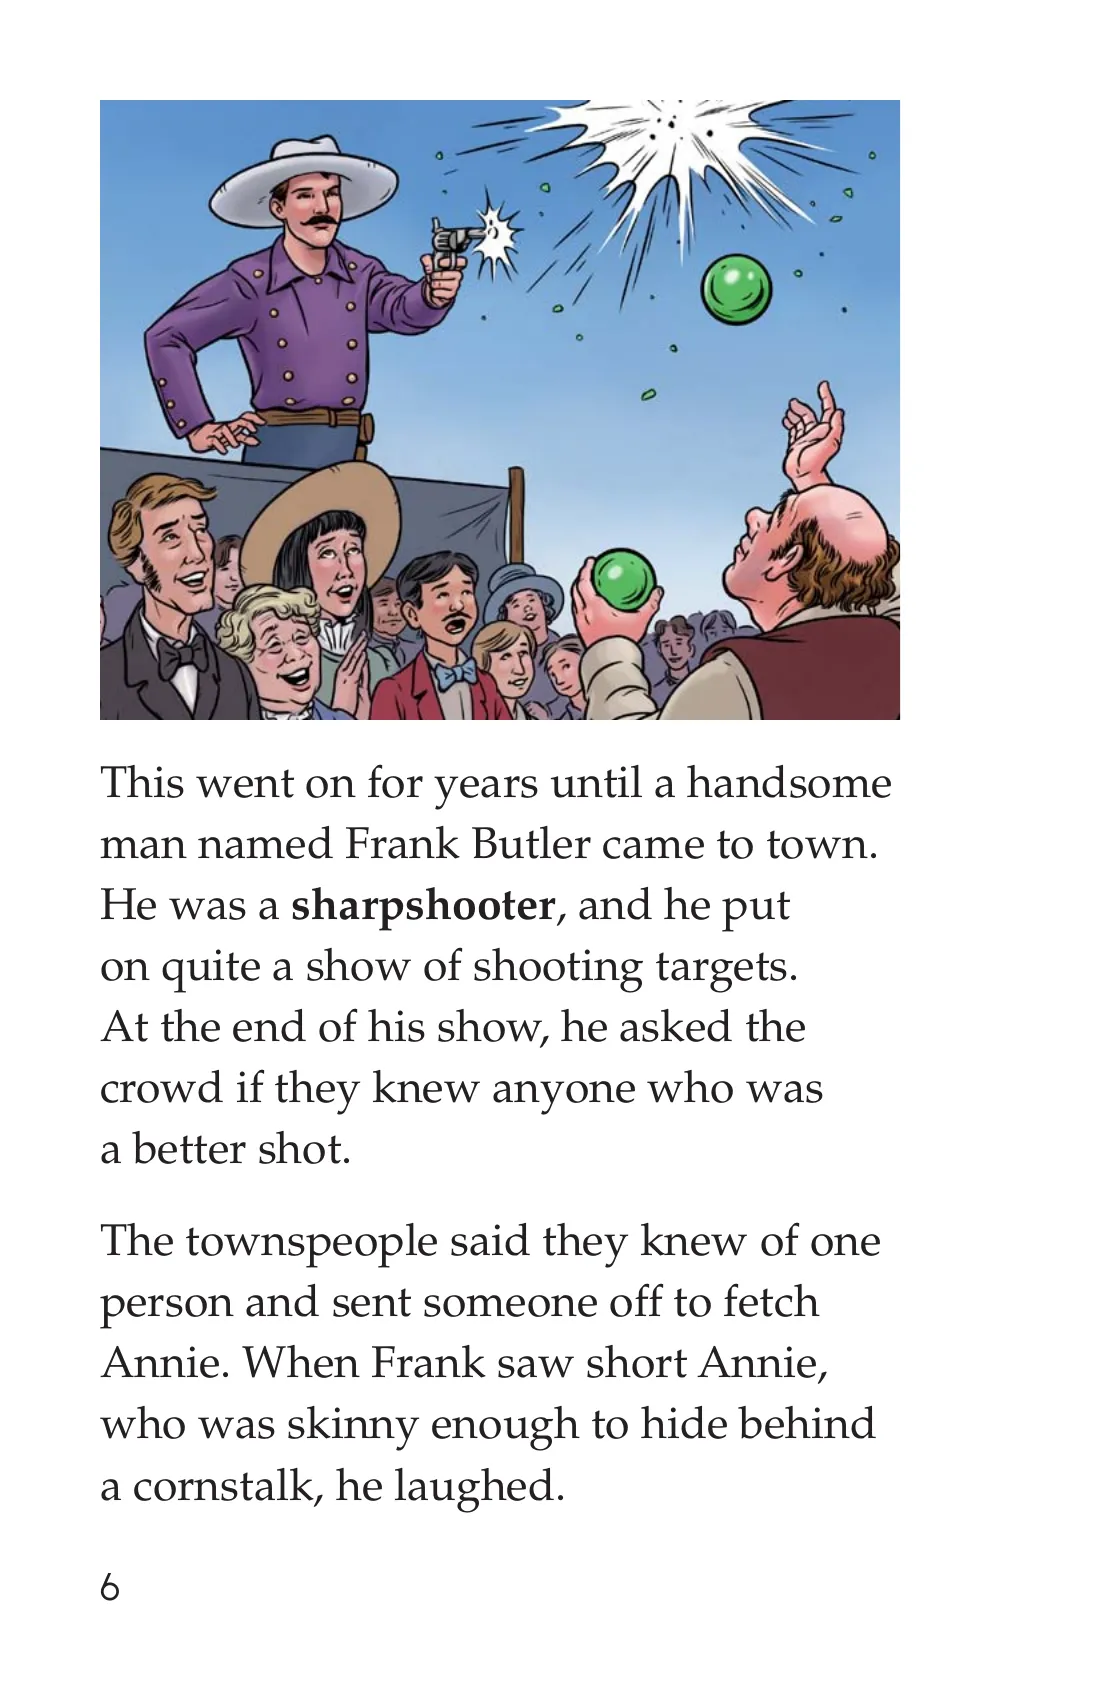 This went on for years until a handsome
man named Frank Butler came to town.
He was a sharpshooter, and he put
on quite a show of shooting targets.
At the end of his show, he asked the
crowd if they knew anyone who was
a better shot.
The townspeople said they knew of one
person and sent someone off to fetch
Annie. When Frank saw short Annie,
who was skinny enough to hide behind
a cornstalk, he laughed.
6